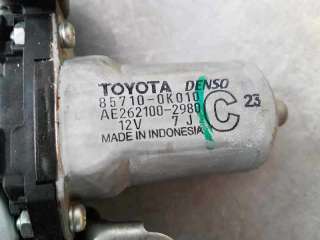 TOYOTA DENSO
85710-0K010
AE262100-2980 C 23
12V 7J
MADE IN INDONESIA